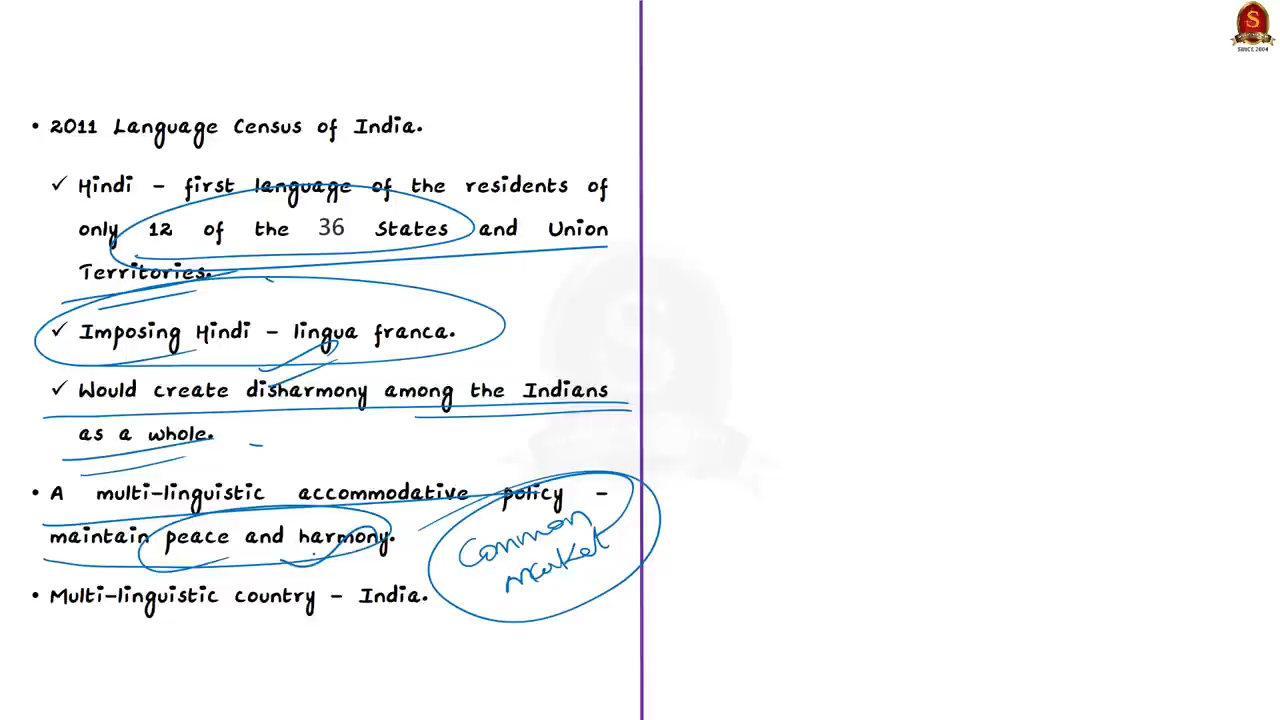 S
SINCE 2004
• 2011 Language Census of India.
✓ Hindi - first language of the residents of
only 12 of the 36 States and Union
Territories.
✓ Imposing Hindi - lingua franca.
✓ Would create disharmony among the Indians
as a whole.
• A multi-linguistic accommodative policy -
maintain peace and harmony.
Common
market
• Multi-linguistic country - India.